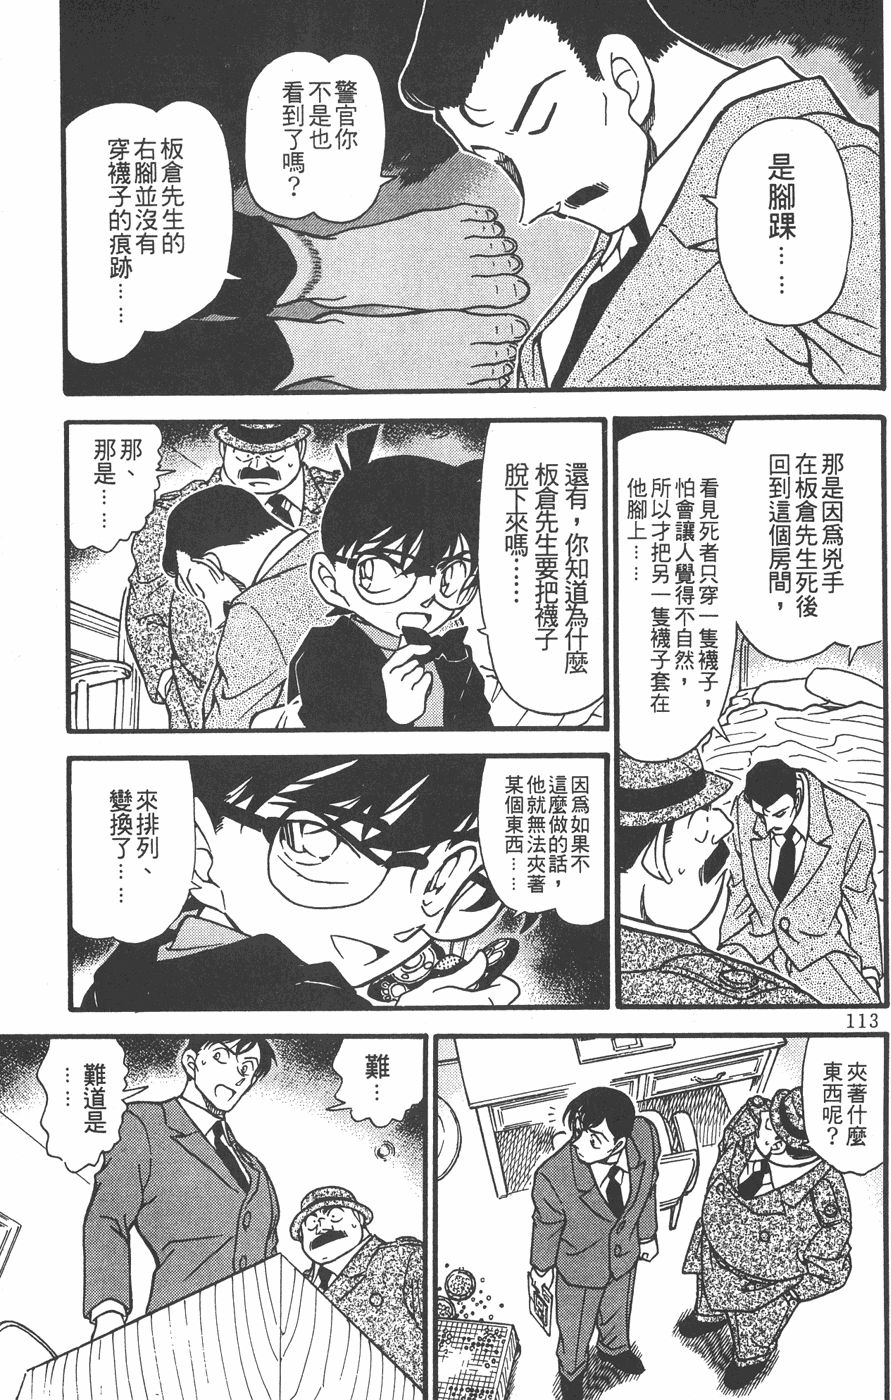 是腳踝……
警官你
不是也
看到了嗎?
板倉先生的
右腳並沒有
穿襪子的痕跡……
那是因為兇手
在板倉先生死後
回到這個房間,
看見死者只穿一隻襪子,
怕會讓人覺得不自然,
所以才把另一隻襪子套在
他腳上……
還有,你知道為什麼
板倉先生要把襪子
脫下來嗎……
那、
那是……
因為如果不
這麼做的話,
他就無法夾著
某個東西……
來排列、
變換了……
113
夾著什麼
東西呢?
難…
難道是
……